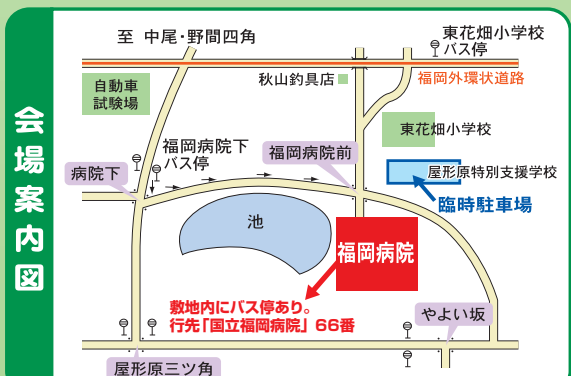 会場案内図
至 中尾・野間四角
東花畑小学校
バス停
福岡外環状道路
自動車
試験場
秋山釣具店
東花畑小学校
福岡病院下
バス停
福岡病院前
病院下
屋形原特別支援学校
臨時駐車場
池
福岡病院
敷地内にバス停あり。
行先「国立福岡病院」66番
やよい坂
屋形原三ツ角